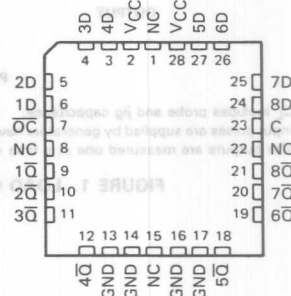 3D 4D VCC NC VCC 5D 6D
4 3 2 1 28 27 26
2D 5 25 7D
1D 6 24 8D
OC̅ 7 23 C
NC 8 22 NC
1Q̅ 9 21 8Q̅
2Q̅ 10 20 7Q̅
3Q̅ 11 19 6Q̅
12 13 14 15 16 17 18
4Q̅ GND GND NC GND GND 5Q̅